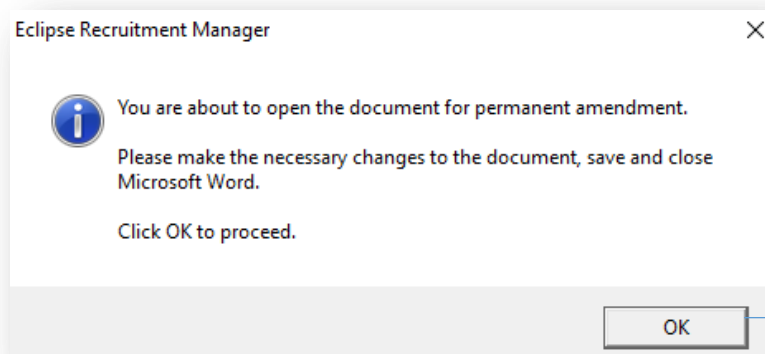 Eclipse Recruitment Manager
You are about to open the document for permanent amendment.
Please make the necessary changes to the document, save and close
Microsoft Word.
Click OK to proceed.
OK